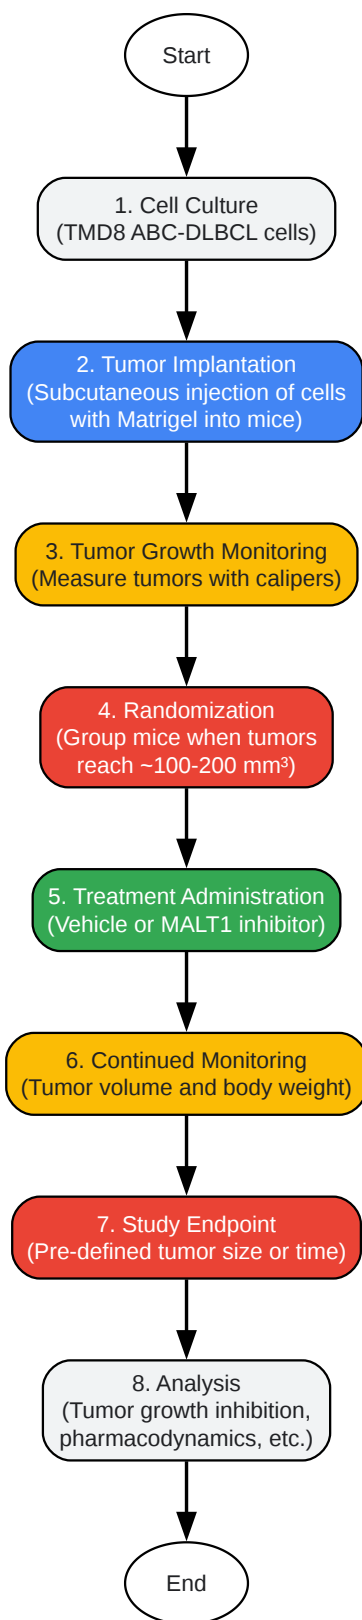 Start
1. Cell Culture
(TMD8 ABC-DLBCL cells)
2. Tumor Implantation
(Subcutaneous injection of cells
with Matrigel into mice)
3. Tumor Growth Monitoring
(Measure tumors with calipers)
4. Randomization
(Group mice when tumors
reach ~100-200 mm³)
5. Treatment Administration
(Vehicle or MALT1 inhibitor)
6. Continued Monitoring
(Tumor volume and body weight)
7. Study Endpoint
(Pre-defined tumor size or time)
8. Analysis
(Tumor growth inhibition,
pharmacodynamics, etc.)
End